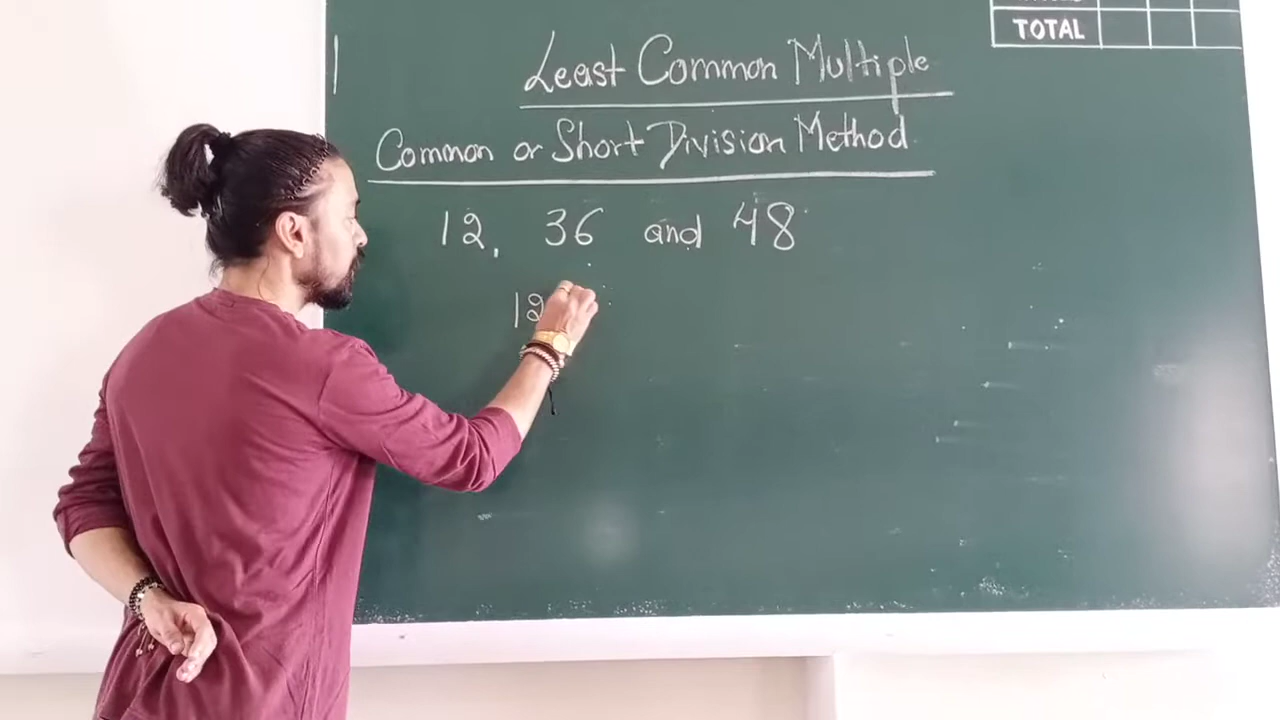 TOTAL
Least Common Multiple
Common or Short Division Method
12, 36 and 48
12